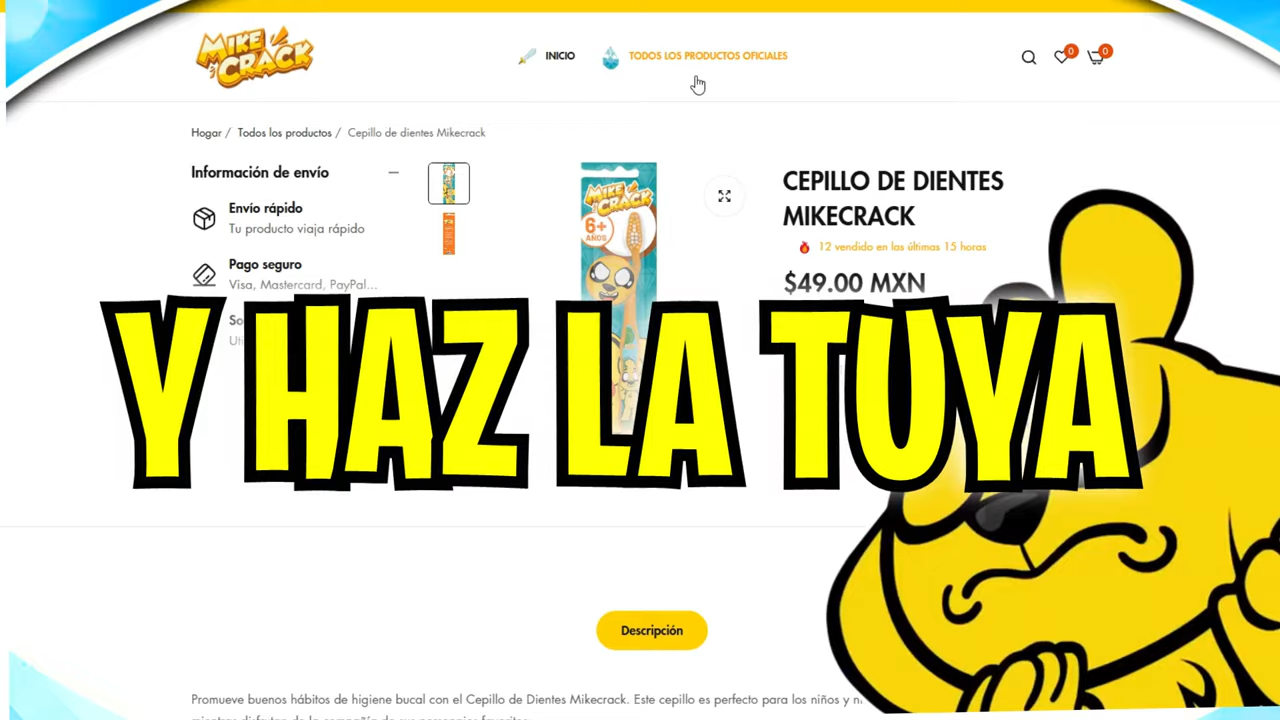 MIKE CRACK
INICIO
TODOS LOS PRODUCTOS OFICIALES
0
0
Hogar / Todos los productos / Cepillo de dientes Mikecrack
Información de envío
Envío rápido
Tu producto viaja rápido
Pago seguro
Visa, Mastercard, PayPal...
So
MIKE CRACK
6+
AÑOS
CEPILLO DE DIENTES
MIKECRACK
12 vendido en las últimas 15 horas
$49.00 MXN
Y HAZ LA TUYA
Descripción
Promueve buenos hábitos de higiene bucal con el Cepillo de Dientes Mikecrack. Este cepillo es perfecto para los niños y